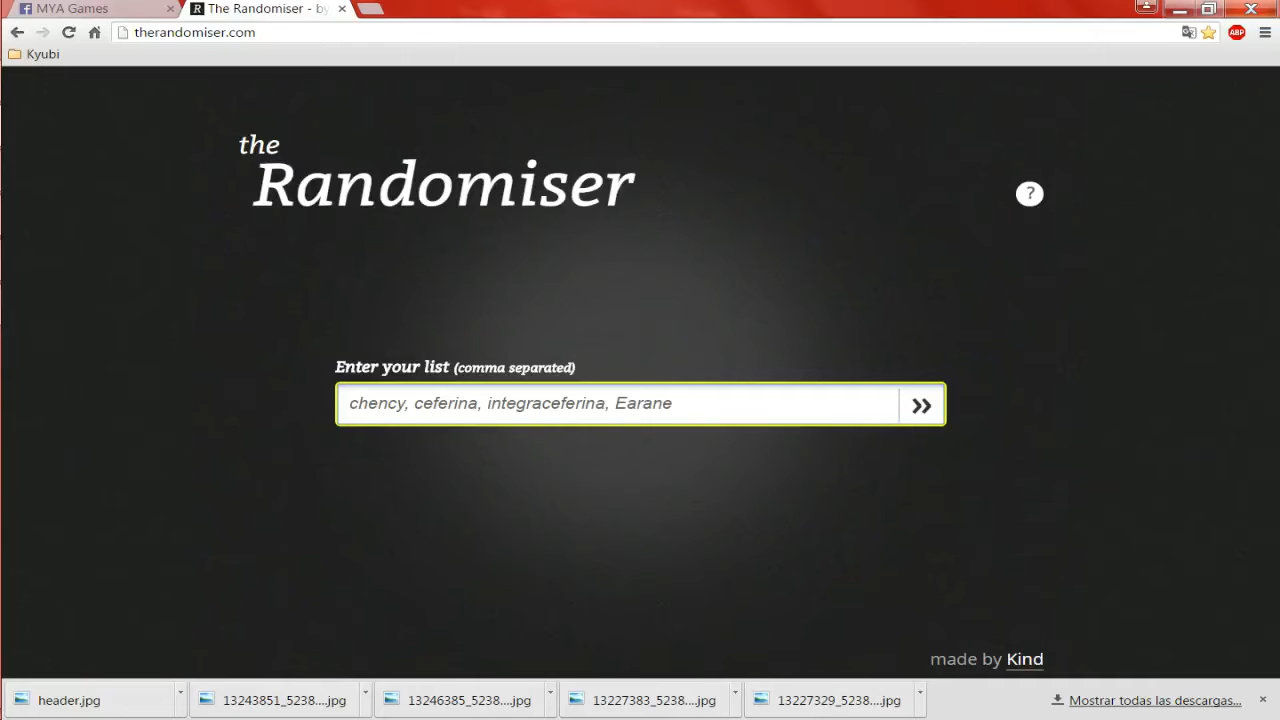 MYA Games
The Randomiser - by
therandomiser.com
ABP
Kyubi
the
Randomiser
?
Enter your list (comma separated)
chency, ceferina, integraceferina, Earane
made by Kind
header.jpg
13243851_5238....jpg
13246385_5238....jpg
13227383_5238....jpg
13227329_5238....jpg
Mostrar todas las descargas...